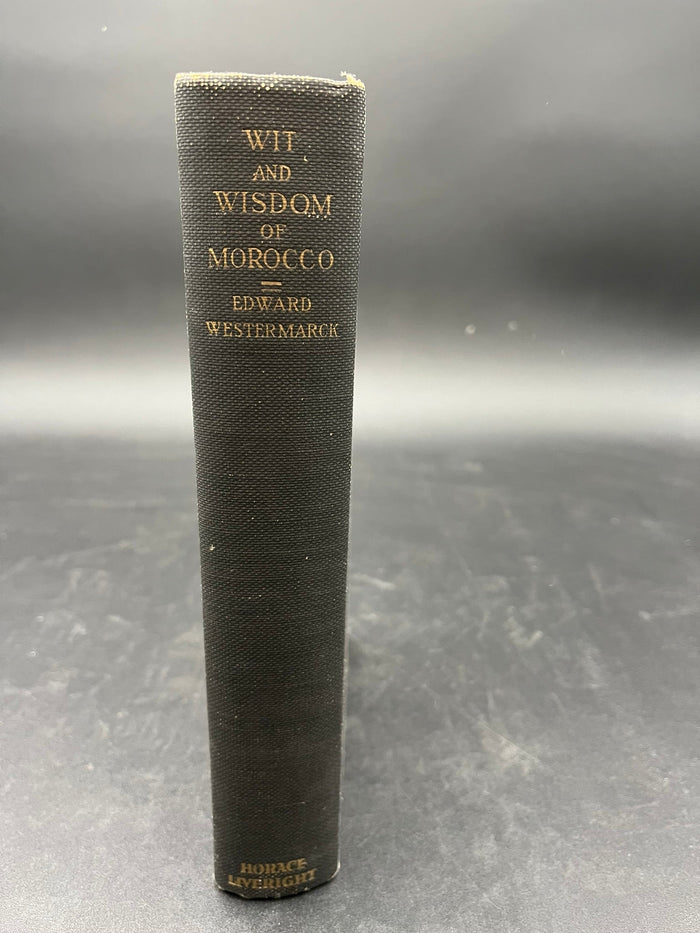 WIT
AND
WISDOM
OF
MOROCCO
EDWARD
WESTERMARCK
HORACE
LIVERIGHT